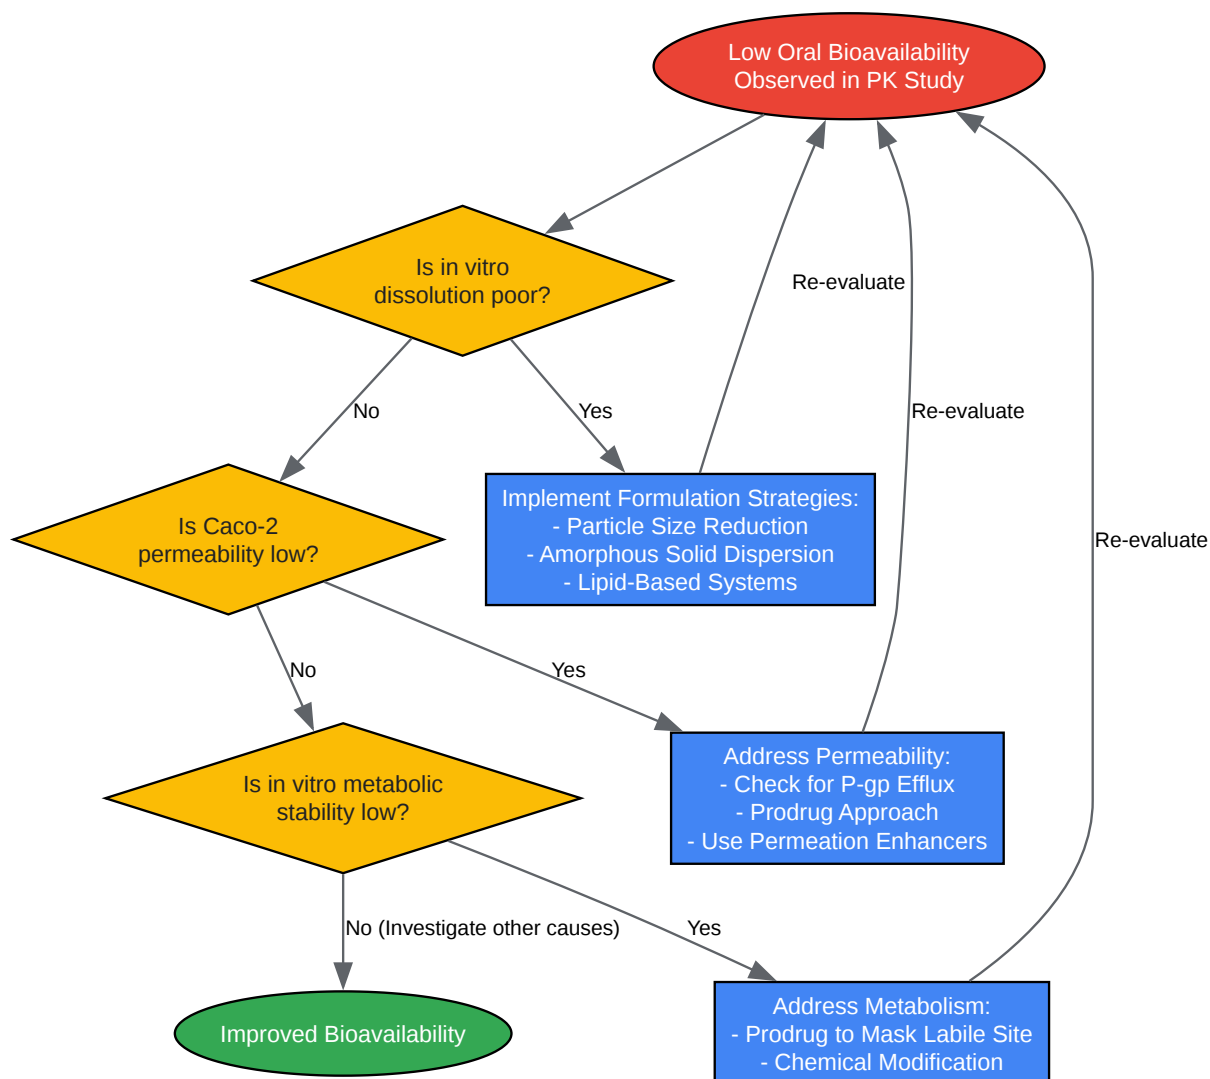 Low Oral Bioavailability
Observed in PK Study
Is in vitro
dissolution poor?
Re-evaluate
No
Yes
Re-evaluate
Implement Formulation Strategies:
- Particle Size Reduction
- Amorphous Solid Dispersion
- Lipid-Based Systems
Is Caco-2
permeability low?
Re-evaluate
No
Yes
Address Permeability:
- Check for P-gp Efflux
- Prodrug Approach
- Use Permeation Enhancers
Is in vitro metabolic
stability low?
No (Investigate other causes)
Yes
Improved Bioavailability
Address Metabolism:
- Prodrug to Mask Labile Site
- Chemical Modification